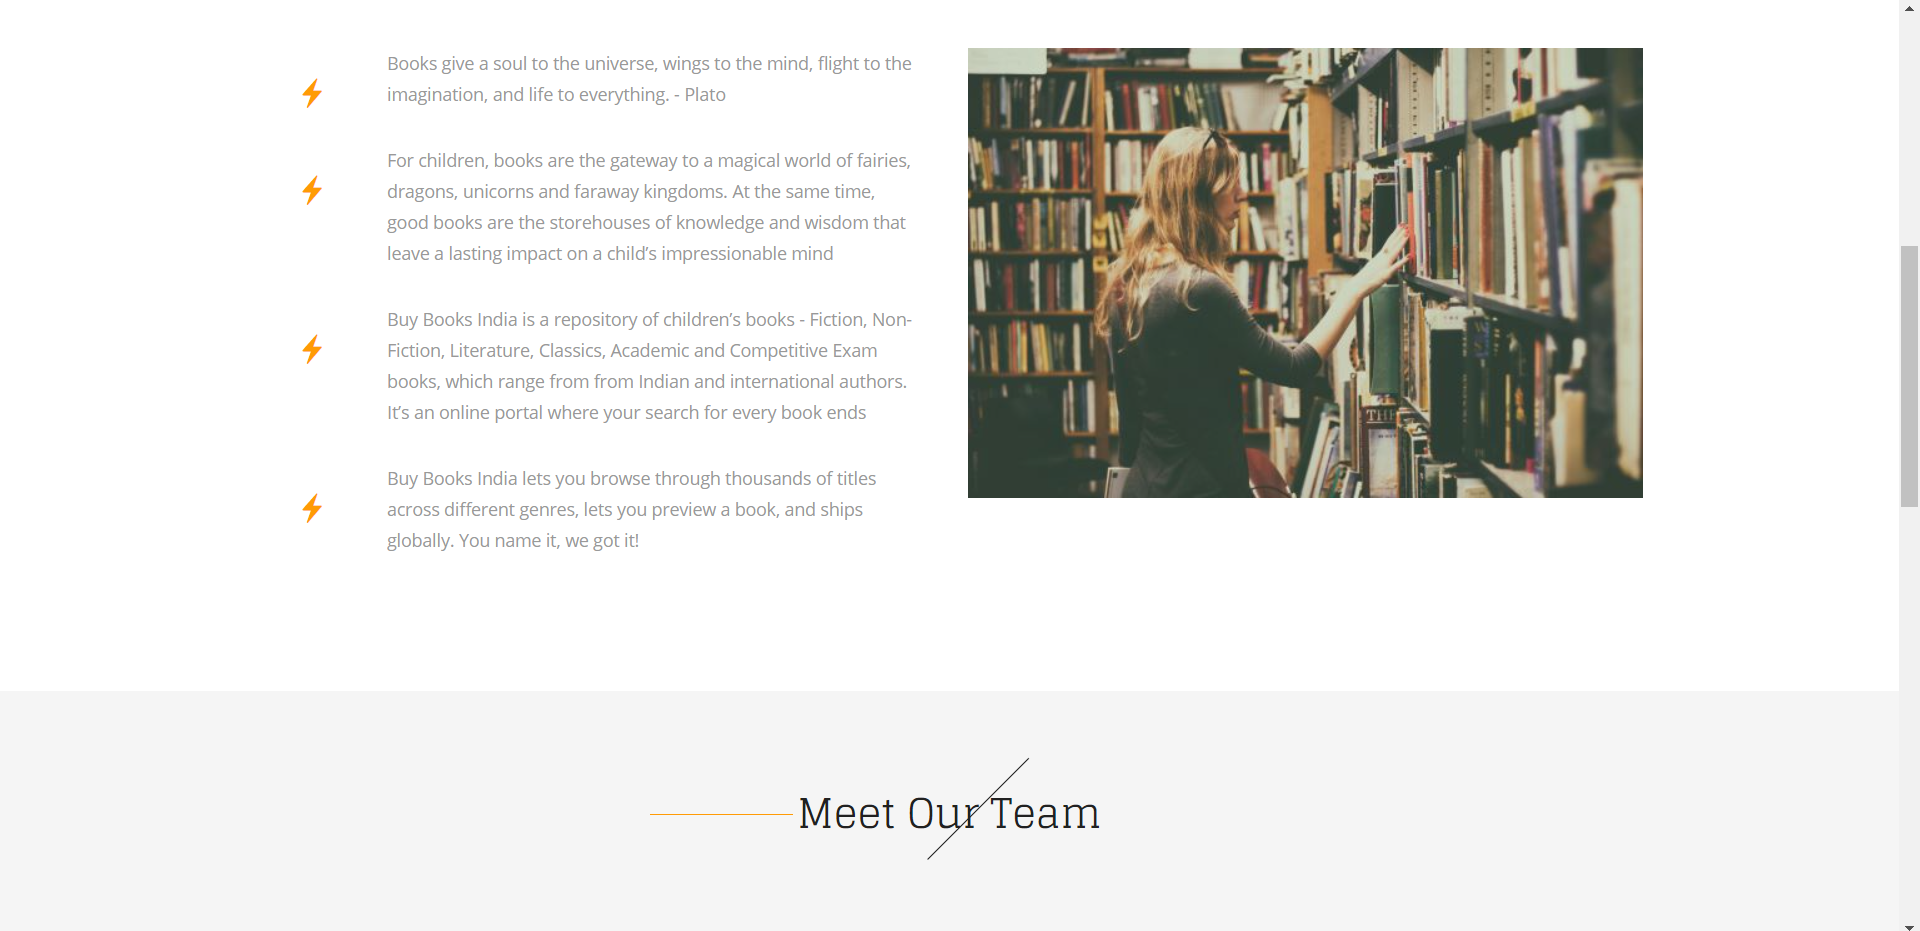 Books give a soul to the universe, wings to the mind, flight to the
imagination, and life to everything. - Plato
For children, books are the gateway to a magical world of fairies,
dragons, unicorns and faraway kingdoms. At the same time,
good books are the storehouses of knowledge and wisdom that
leave a lasting impact on a child’s impressionable mind
Buy Books India is a repository of children’s books - Fiction, Non-
Fiction, Literature, Classics, Academic and Competitive Exam
books, which range from from Indian and international authors.
It’s an online portal where your search for every book ends
Buy Books India lets you browse through thousands of titles
across different genres, lets you preview a book, and ships
globally. You name it, we got it!
THE
Meet Our Team